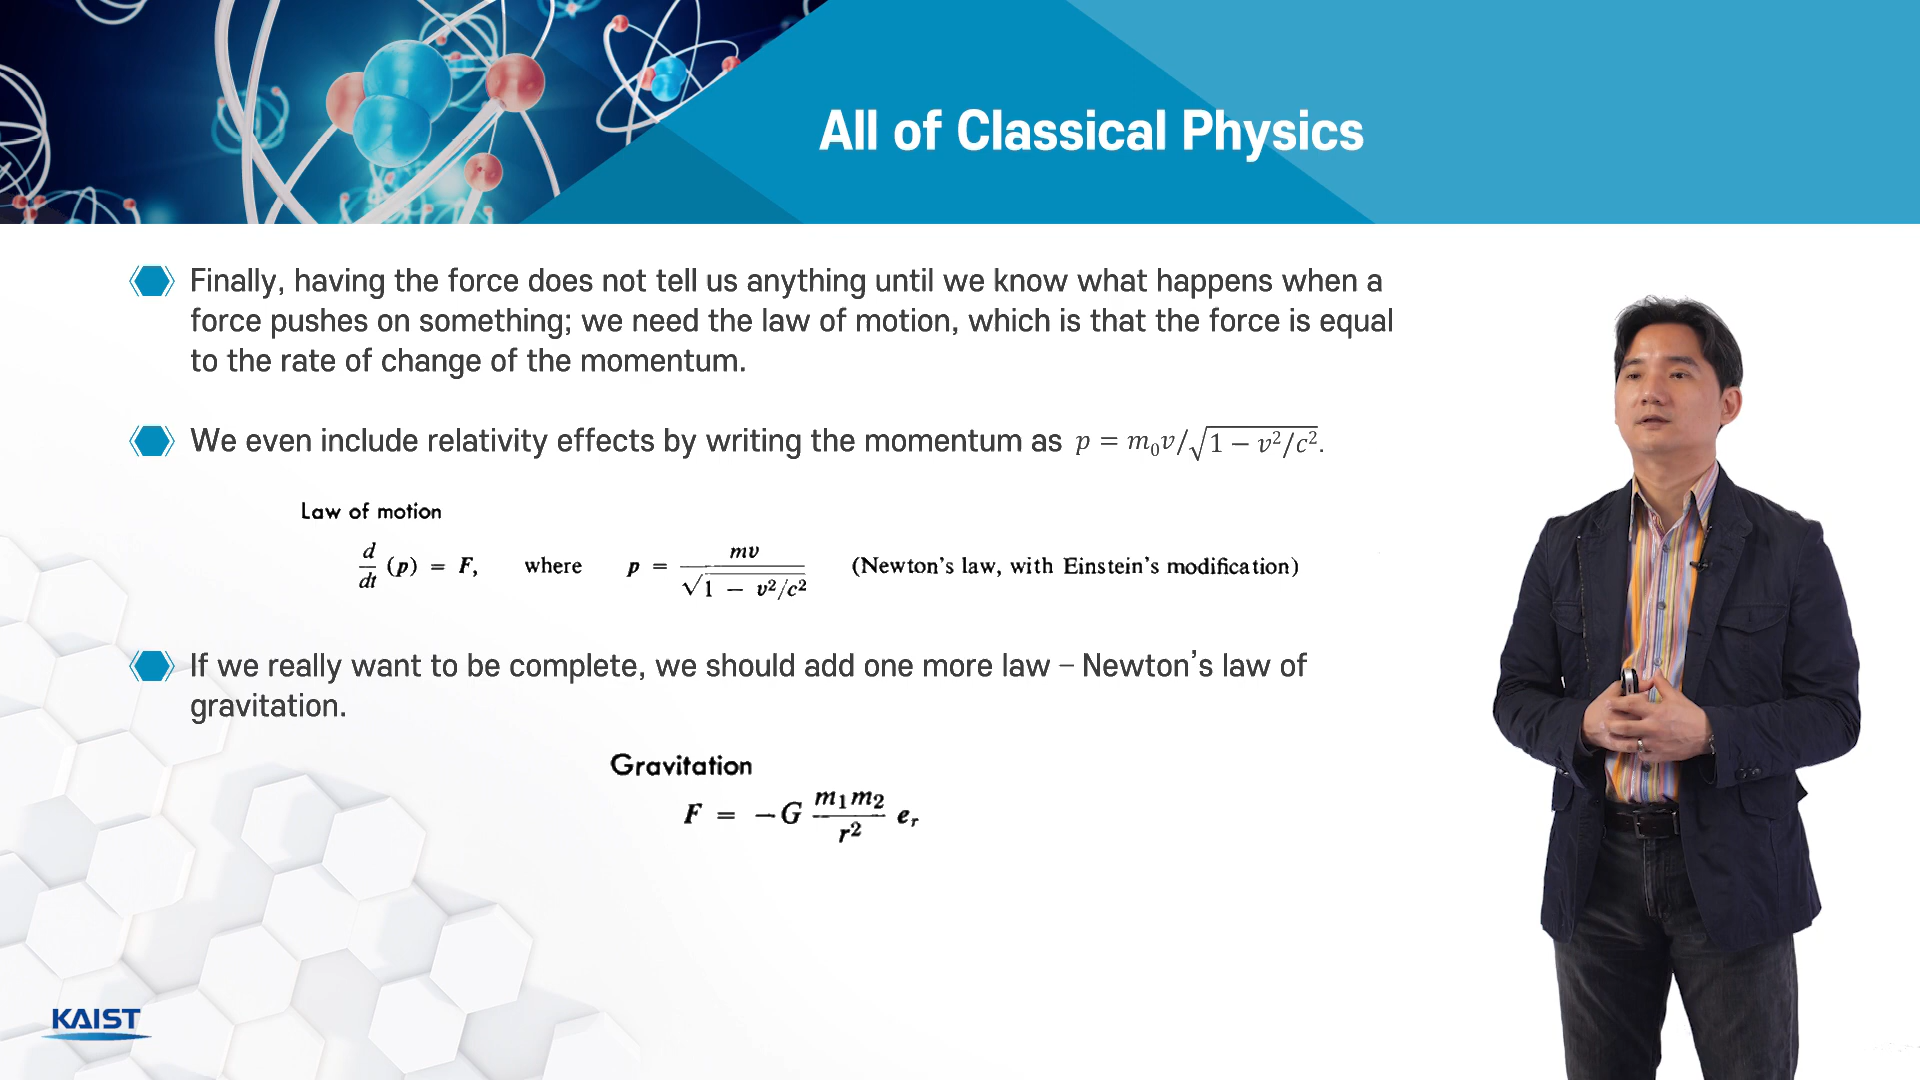 All of Classical Physics
Finally, having the force does not tell us anything until we know what happens when a
force pushes on something; we need the law of motion, which is that the force is equal
to the rate of change of the momentum.
We even include relativity effects by writing the momentum as p = m₀v/√(1 − v²/c²).
Law of motion
d/dt (p) = F, where p = mv/√(1 − v²/c²) (Newton's law, with Einstein's modification)
If we really want to be complete, we should add one more law – Newton's law of
gravitation.
Gravitation
F = −G m₁m₂/r² eᵣ
KAIST